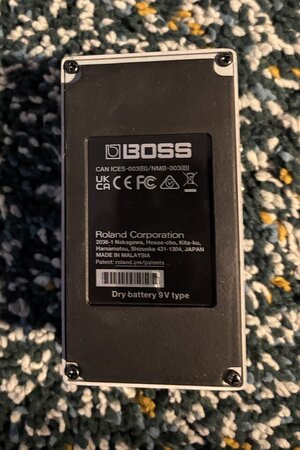 BOSS
CAN ICES-003(B)/NMB-003(B)
UK CA CE FC
Roland Corporation
2036-1 Nakagawa, Hosoe-cho, Kita-ku,
Hamamatsu, Shizuoka 431-1304, JAPAN
MADE IN MALAYSIA
Patent: roland.cm/patents
Dry battery 9V type